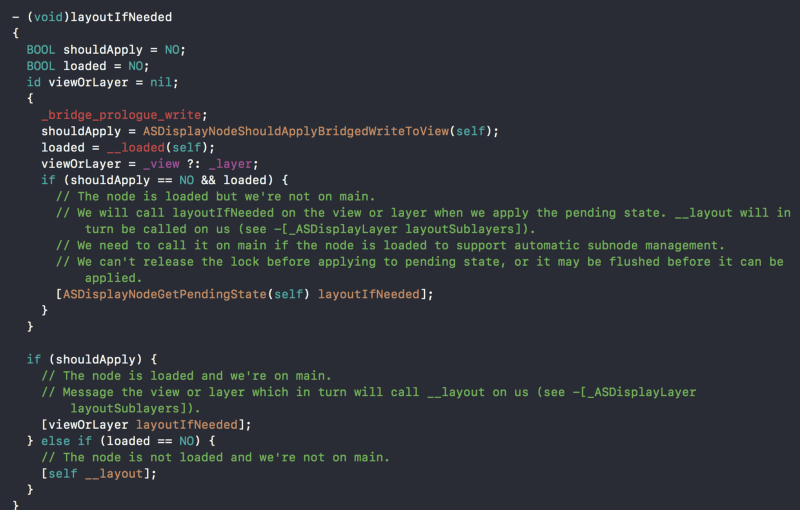 - (void)layoutIfNeeded
{
  BOOL shouldApply = NO;
  BOOL loaded = NO;
  id viewOrLayer = nil;
  {
    _bridge_prologue_write;
    shouldApply = ASDisplayNodeShouldApplyBridgedWriteToView(self);
    loaded = __loaded(self);
    viewOrLayer = _view ?: _layer;
    if (shouldApply == NO && loaded) {
      // The node is loaded but we're not on main.
      // We will call layoutIfNeeded on the view or layer when we apply the pending state. __layout will in
          turn be called on us (see -[_ASDisplayLayer layoutSublayers]).
      // We need to call it on main if the node is loaded to support automatic subnode management.
      // We can't release the lock before applying to pending state, or it may be flushed before it can be
          applied.
      [ASDisplayNodeGetPendingState(self) layoutIfNeeded];
    }
  }

  if (shouldApply) {
    // The node is loaded and we're on main.
    // Message the view or layer which in turn will call __layout on us (see -[_ASDisplayLayer
        layoutSublayers]).
    [viewOrLayer layoutIfNeeded];
  } else if (loaded == NO) {
    // The node is not loaded and we're not on main.
    [self __layout];
  }
}